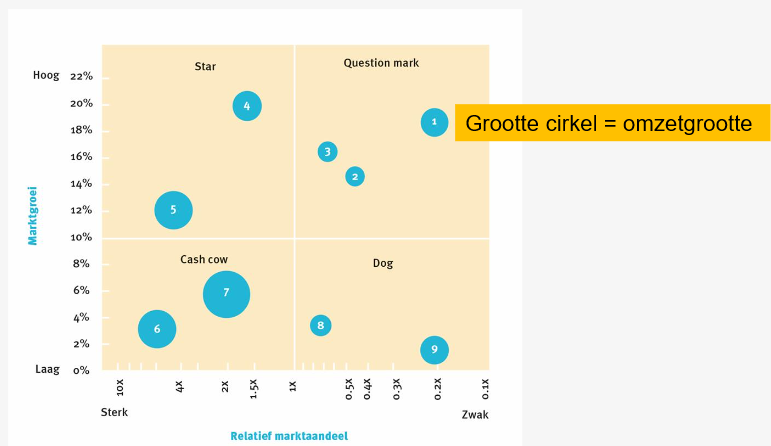 Star
Question mark
Hoog
22%
20%
18%
16%
14%
12%
10%
8%
6%
4%
2%
Laag
0%
Marktgroei
4
1
3
2
5
Grootte cirkel = omzetgrootte
Cash cow
Dog
7
6
8
9
10X
4X
2X
1.5X
1X
0.5X
0.4X
0.3X
0.2X
0.1X
Sterk
Zwak
Relatief marktaandeel